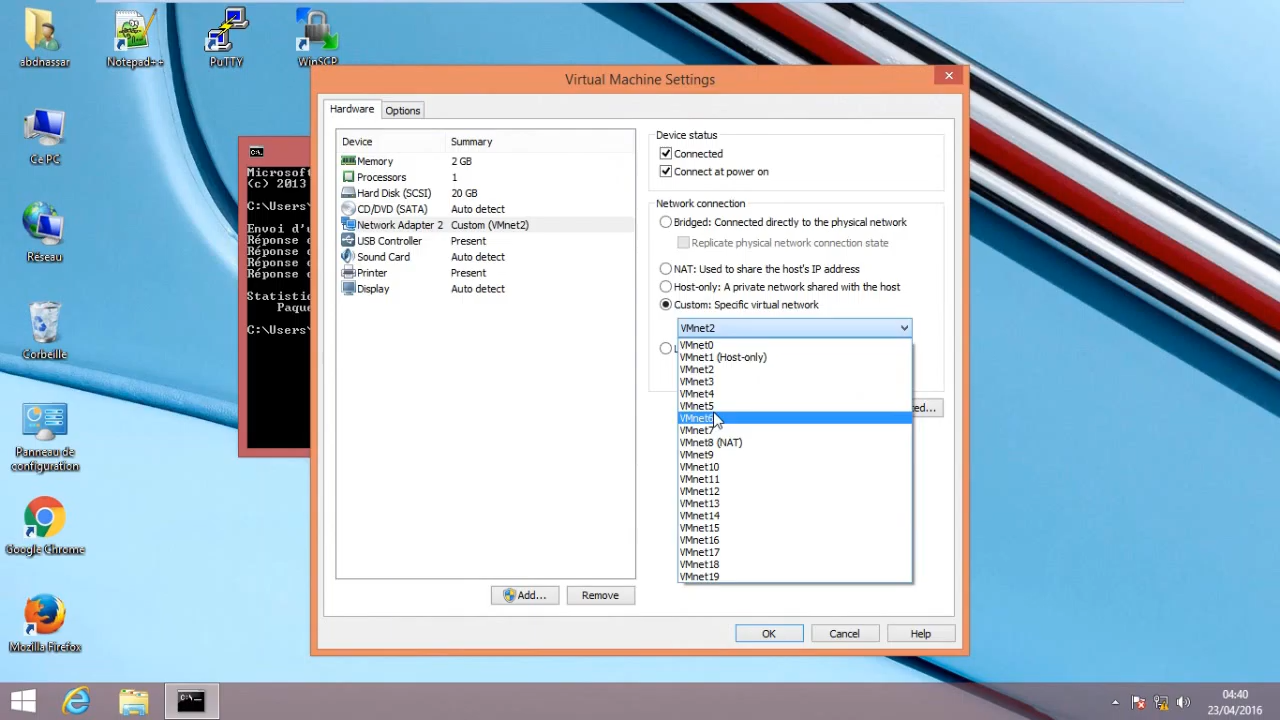 abdnassar
Notepad++
PuTTY
WinSCP
Ce PC
Réseau
Corbeille
Panneau de
configuration
Google Chrome
Mozilla Firefox
C:\.
Microsoft
(c) 2013
C:\Users\
Envoi d'u
Réponse d
Réponse d
Réponse d
Réponse d
Statistic
Paque
C:\Users\
Virtual Machine Settings
Hardware
Options
Device
Summary
Memory
2 GB
Processors
1
Hard Disk (SCSI)
20 GB
CD/DVD (SATA)
Auto detect
Network Adapter 2
Custom (VMnet2)
USB Controller
Present
Sound Card
Auto detect
Printer
Present
Display
Auto detect
Add...
Remove
Device status
Connected
Connect at power on
Network connection
Bridged: Connected directly to the physical network
Replicate physical network connection state
NAT: Used to share the host's IP address
Host-only: A private network shared with the host
Custom: Specific virtual network
VMnet2
VMnet0
VMnet1 (Host-only)
VMnet2
VMnet3
VMnet4
VMnet5
VMnet6
VMnet7
VMnet8 (NAT)
VMnet9
VMnet10
VMnet11
VMnet12
VMnet13
VMnet14
VMnet15
VMnet16
VMnet17
VMnet18
VMnet19
ed...
OK
Cancel
Help
04:40
23/04/2016